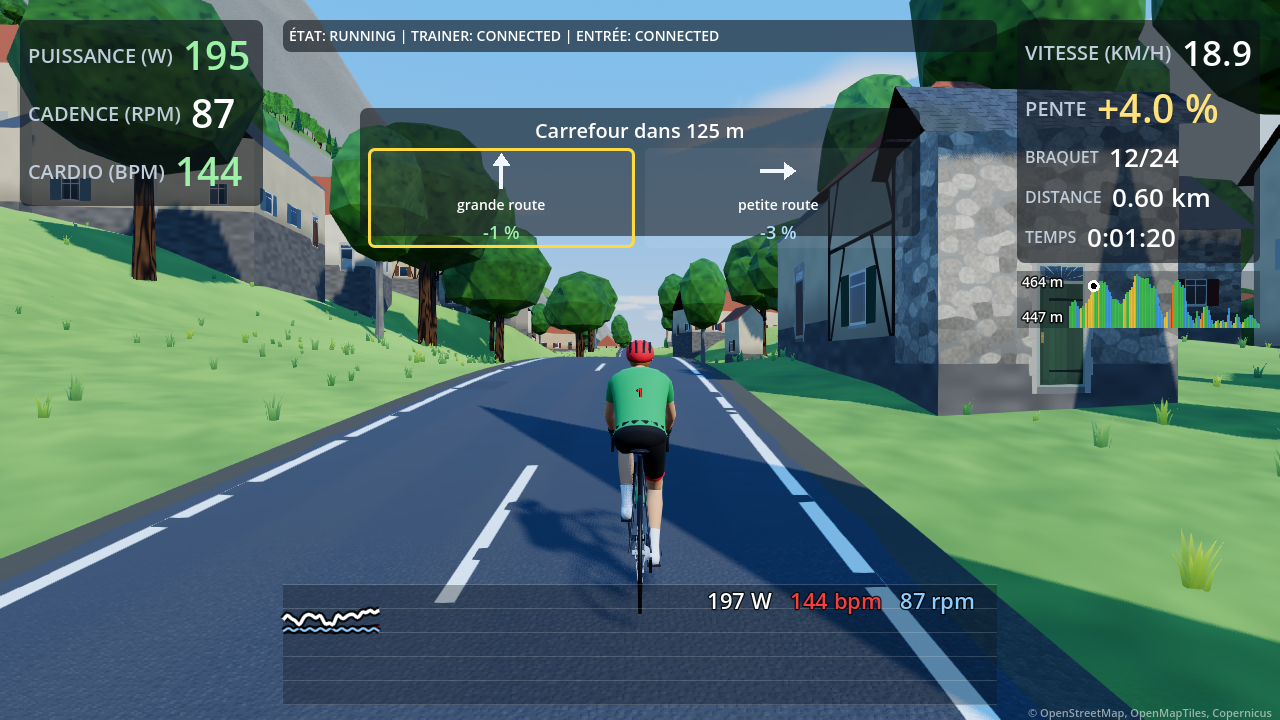 PUISSANCE (W) 195
CADENCE (RPM) 87
CARDIO (BPM) 144
ÉTAT: RUNNING | TRAINER: CONNECTED | ENTRÉE: CONNECTED
Carrefour dans 125 m
grande route
-1 %
petite route
-3 %
VITESSE (KM/H) 18.9
PENTE +4.0 %
BRAQUET 12/24
DISTANCE 0.60 km
TEMPS 0:01:20
464 m
447 m
1
197 W 144 bpm 87 rpm
© OpenStreetMap, OpenMapTiles, Copernicus